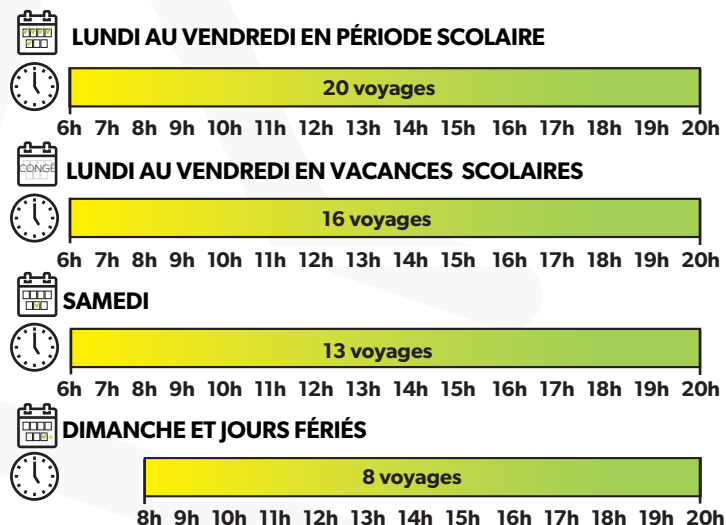 LUNDI AU VENDREDI EN PÉRIODE SCOLAIRE
20 voyages
6h 7h 8h 9h 10h 11h 12h 13h 14h 15h 16h 17h 18h 19h 20h
CONGÉ
LUNDI AU VENDREDI EN VACANCES SCOLAIRES
16 voyages
6h 7h 8h 9h 10h 11h 12h 13h 14h 15h 16h 17h 18h 19h 20h
SAMEDI
13 voyages
6h 7h 8h 9h 10h 11h 12h 13h 14h 15h 16h 17h 18h 19h 20h
DIMANCHE ET JOURS FÉRIÉS
8 voyages
8h 9h 10h 11h 12h 13h 14h 15h 16h 17h 18h 19h 20h